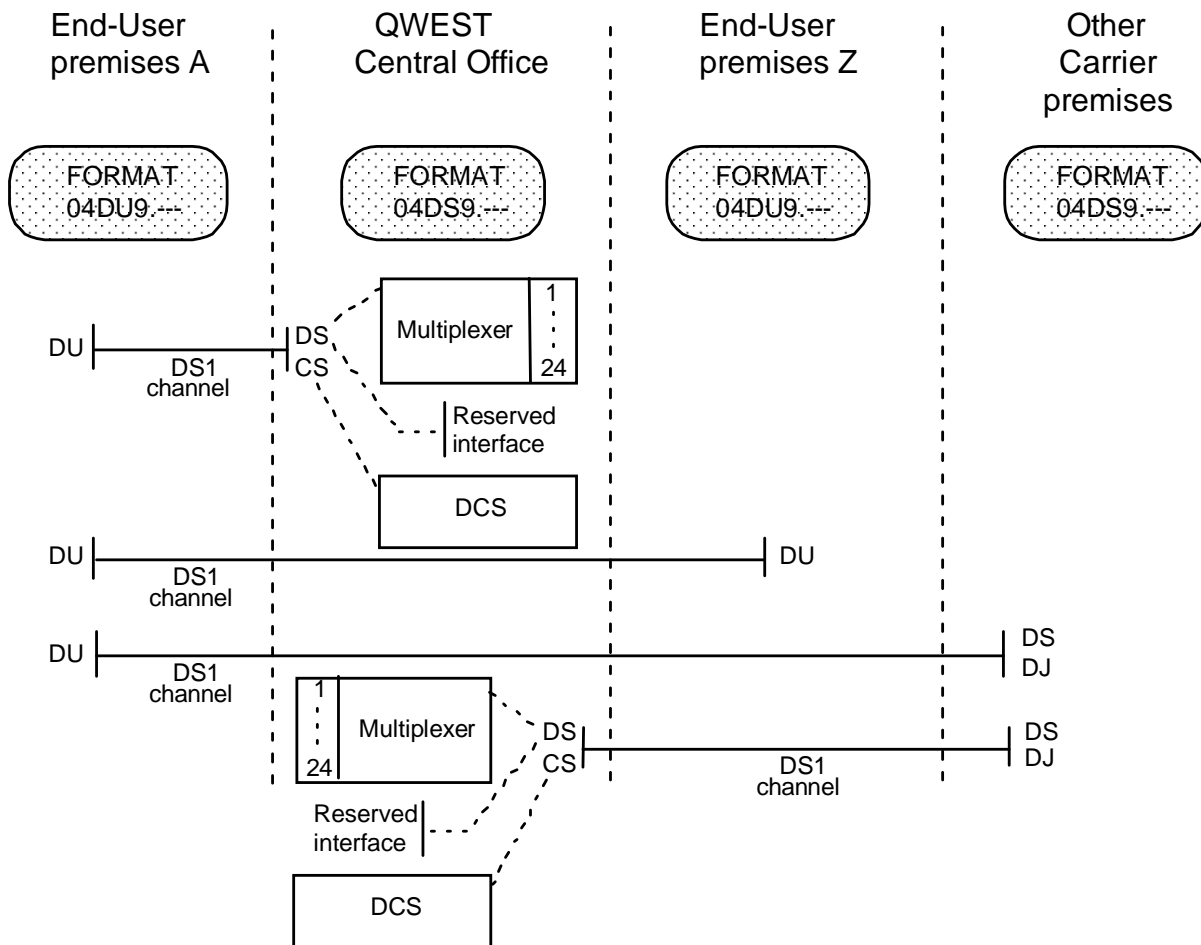 End-User
premises A
QWEST
Central Office
End-User
premises Z
Other
Carrier
premises
FORMAT
04DU9.---
FORMAT
04DS9.---
FORMAT
04DU9.---
FORMAT
04DS9.---
DU
DS1
channel
DS
CS
Multiplexer
1
24
Reserved
interface
DCS
DU
DS1
channel
DU
DU
DS1
channel
DS
DJ
1
24
Multiplexer
DS
CS
DS1
channel
DS
DJ
Reserved
interface
DCS